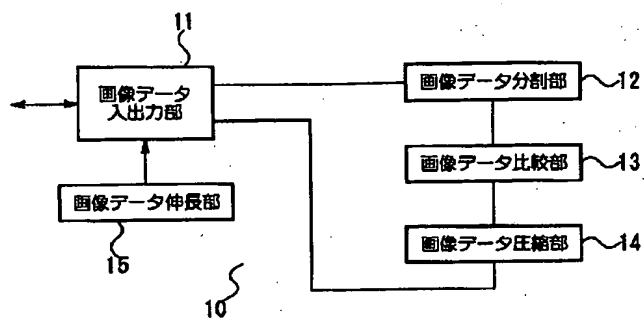 11
画像データ
入出力部
画像データ分割部
12
画像データ比較部
13
画像データ伸長部
15
画像データ圧縮部
14
10